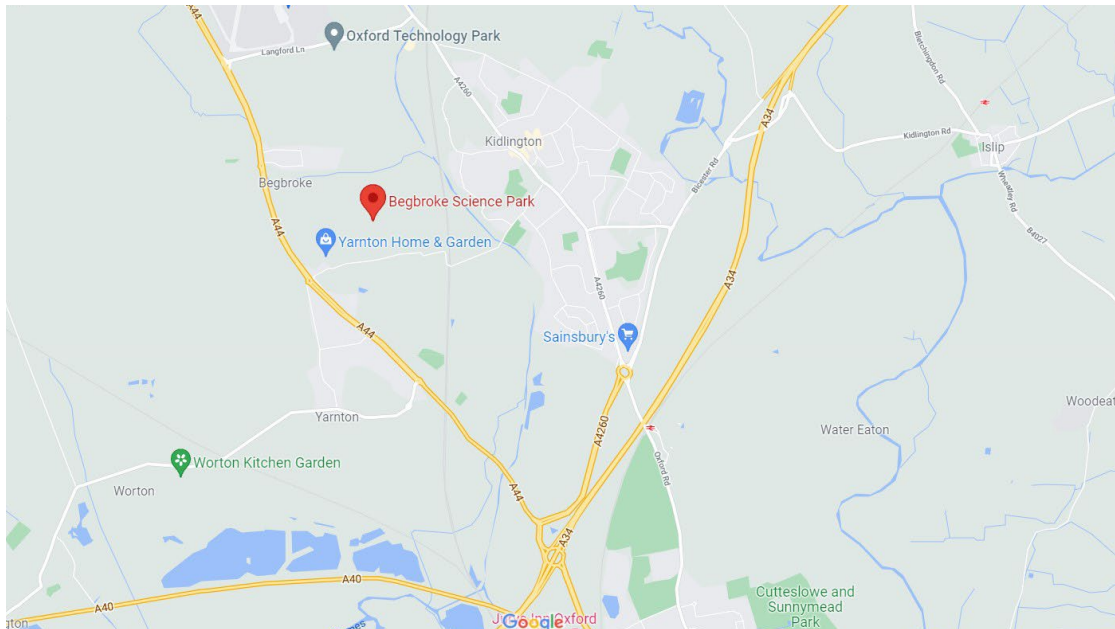 A44
Langford Ln
Oxford Technology Park
A4260
Bletchingdon Rd
A34
Kidlington
Kidlington Rd
Islip
Begbroke
Bicester Rd
Wheatley Rd
Begbroke Science Park
A44
Yarnton Home & Garden
B4027
A4260
A34
A44
Sainsbury's
Yarnton
Woodeat
A4260
Water Eaton
Oxford Rd
Worton Kitchen Garden
Worton
A44
A34
A40
A40
Cutteslowe and
Sunnymead
Park
Oxford
Google